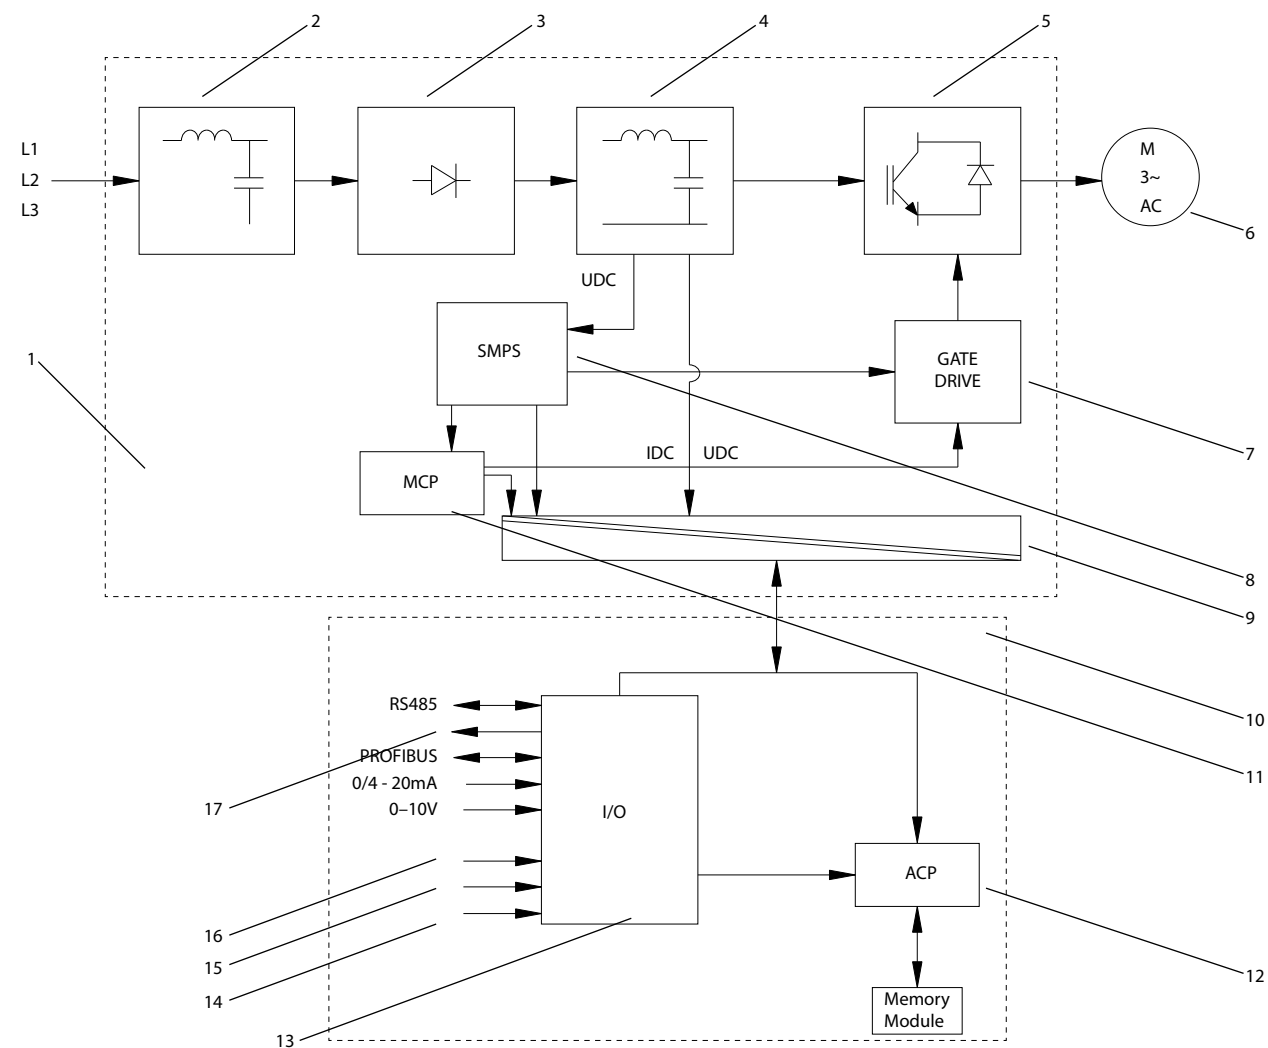 2
3
4
5
L1
L2
L3
M
3~
AC
6
UDC
SMPS
GATE
DRIVE
1
7
IDC
UDC
MCP
8
9
10
RS485
PROFIBUS
11
0/4 - 20mA
17
0–10V
I/O
ACP
16
15
12
14
Memory
Module
13